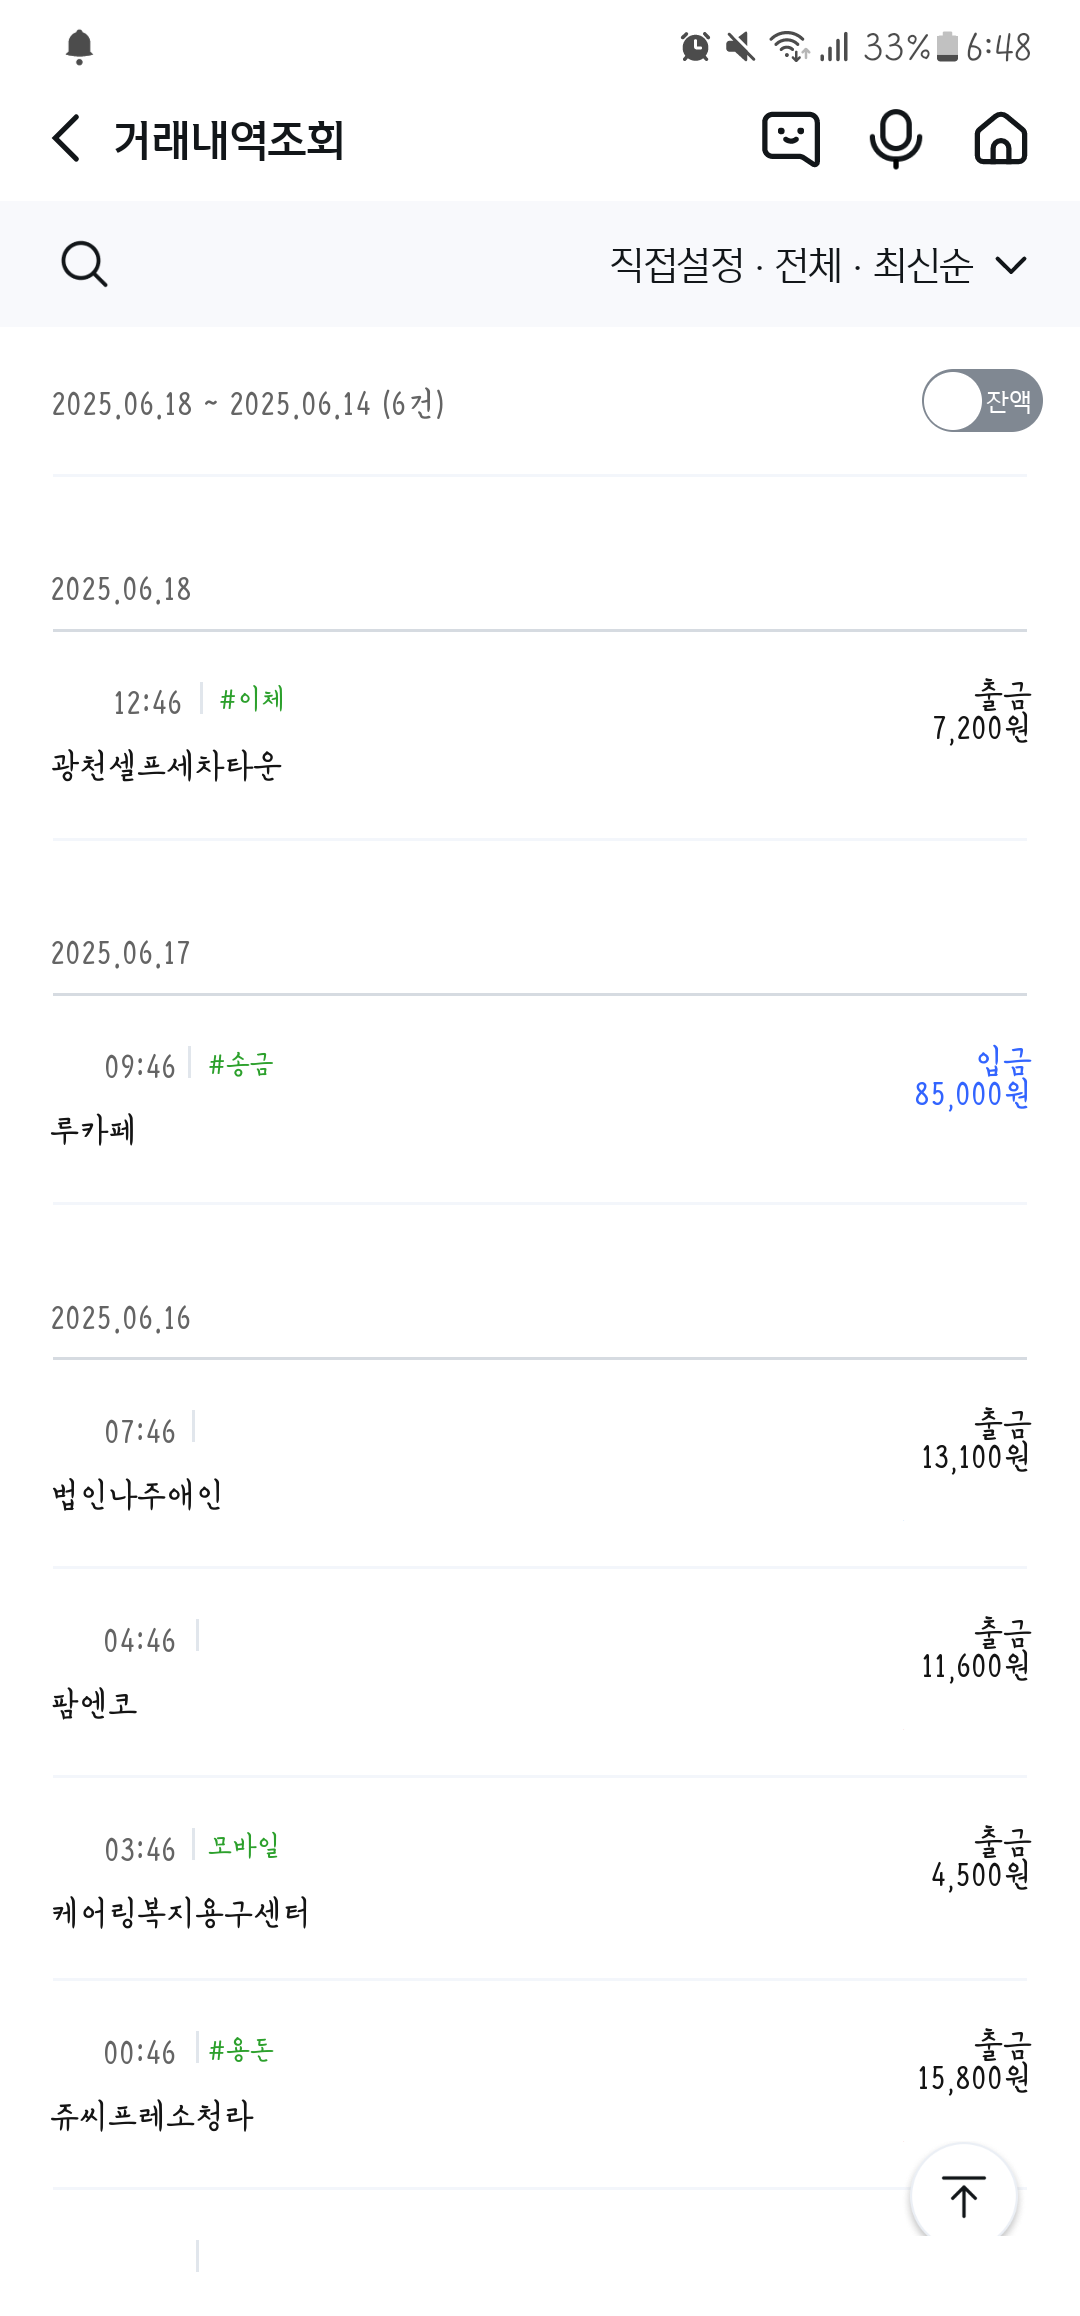 33% 6:48
거래내역조회
직접설정 · 전체 · 최신순
2025.06.18 ~ 2025.06.14 (6건)
잔액
2025.06.18
12:46 #이체
출금
7,200원
광천셀프세차타운
2025.06.17
09:46 #송금
입금
85,000원
루카페
2025.06.16
07:46
출금
13,100원
법인나주애인
04:46
출금
11,600원
팜엔코
03:46 모바일
출금
4,500원
케어링복지용구센터
00:46 #용돈
출금
15,800원
쥬씨프레소청라